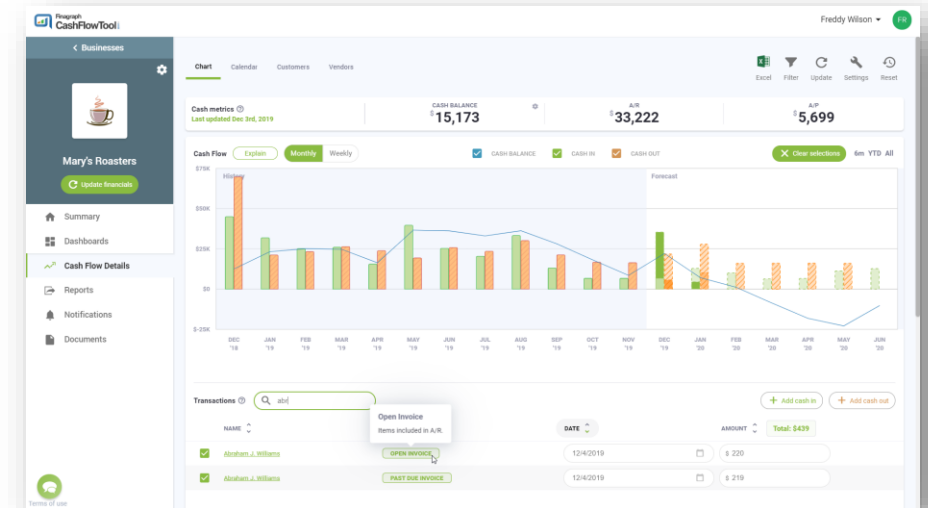 Finagraph
CashFlowTool
Freddy Wilson
FR
Businesses
Chart Calendar Customers Vendors
Excel Filter Update Settings Reset
Mary's Roasters
Update financials
Summary
Dashboards
Cash Flow Details
Reports
Notifications
Documents
Terms of use
Cash metrics
Last updated Dec 3rd, 2019
CASH BALANCE
$15,173
A/R
$33,222
A/P
$5,699
Cash Flow Explain Monthly Weekly CASH BALANCE CASH IN CASH OUT Clear selections 6m YTD All
$75K
History Forecast
$50K
$25K
$0
$-25K
DEC JAN FEB MAR APR MAY JUN JUL AUG SEP OCT NOV DEC JAN FEB MAR APR MAY JUN
'18 '19 '19 '19 '19 '19 '19 '19 '19 '19 '19 '19 '19 '20 '20 '20 '20 '20 '20
Transactions abr + Add cash in + Add cash out
Open Invoice
Items included in A/R.
NAME DATE AMOUNT Total: $439
Abraham J. Williams OPEN INVOICE 12/4/2019 $ 220
Abraham J. Williams PAST DUE INVOICE 12/4/2019 $ 219